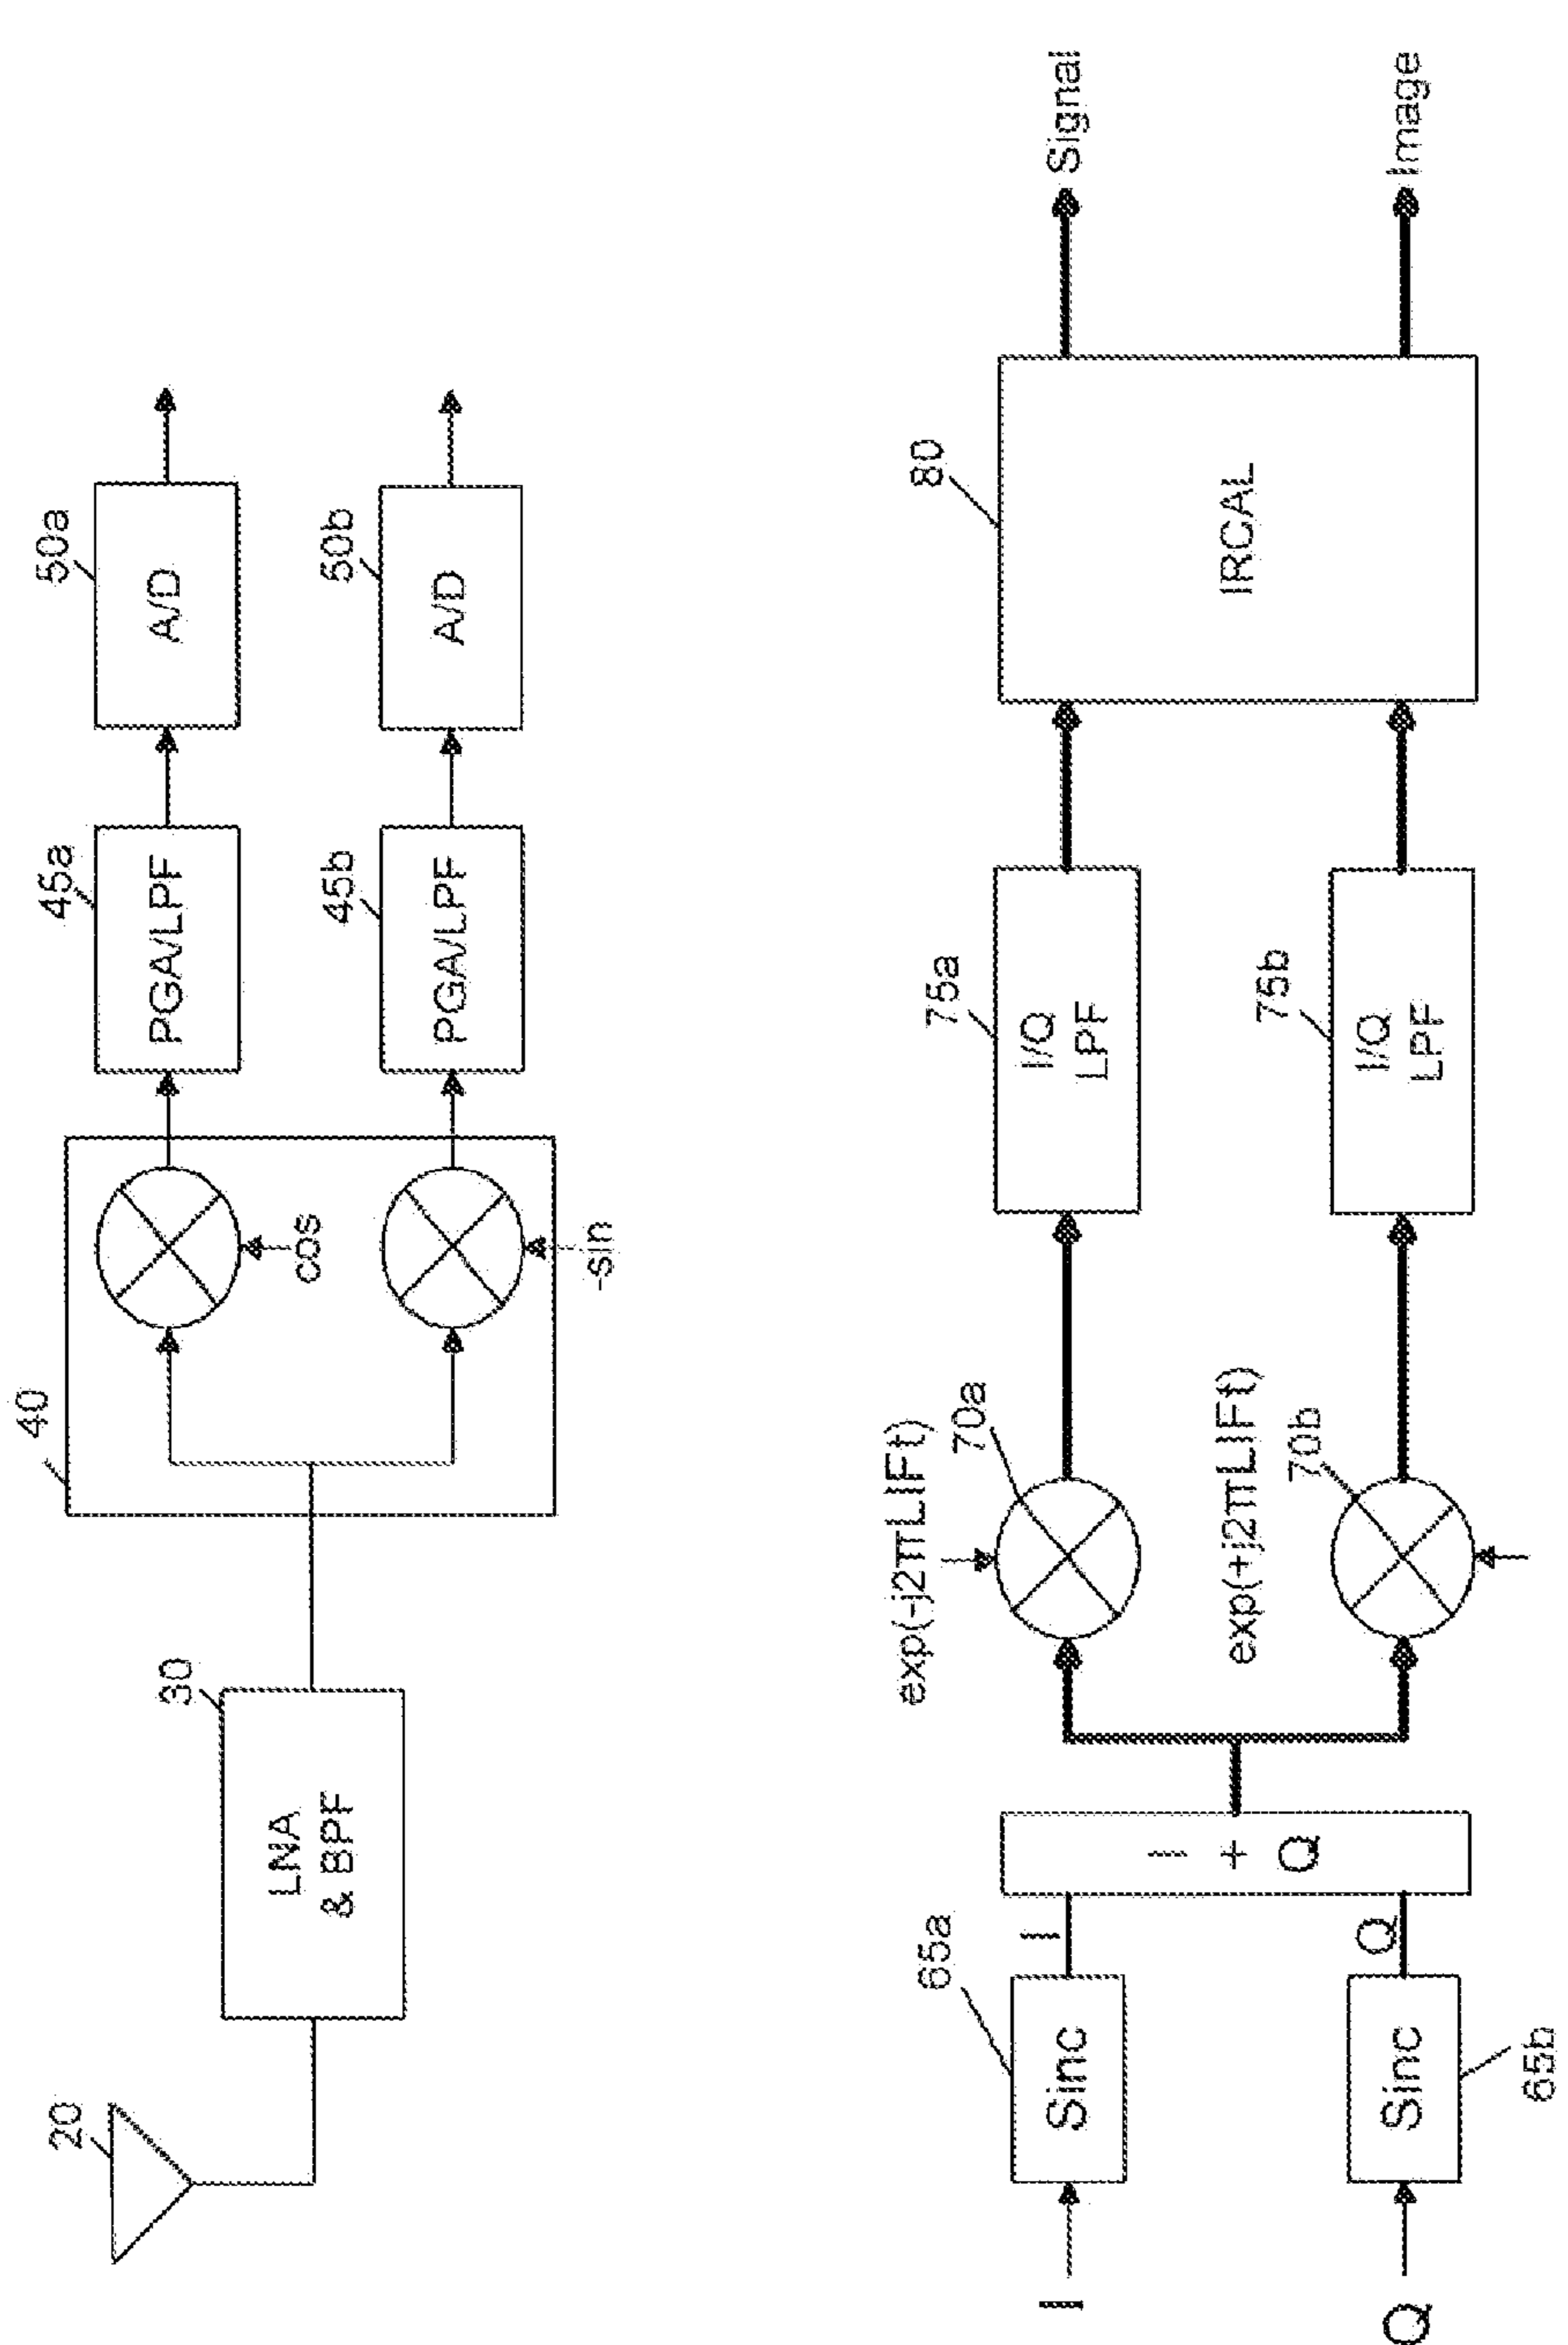 20
30
LNA
& BPF
40
cos
-sin
45a
PGA/LPF
45b
PGA/LPF
50a
A/D
50b
A/D
I
Q
65a
Sinc
65b
Sinc
I
Q
I
+
Q
exp(-j2πLIFt)
70a
exp(+j2πLIFt)
70b
75a
I/Q
LPF
75b
I/Q
LPF
80
IRCAL
Signal
Image